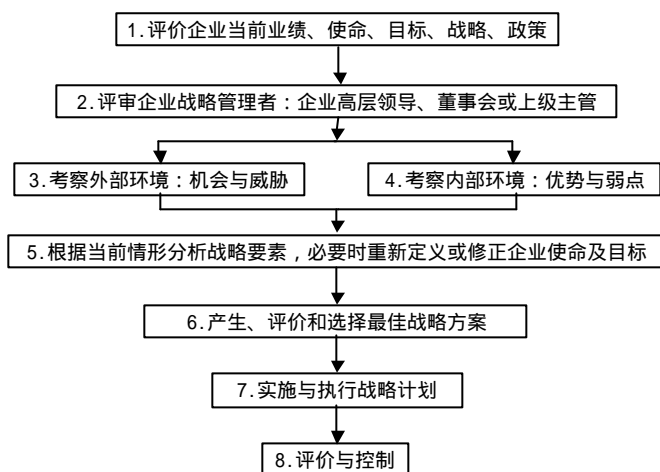 1.评价企业当前业绩、使命、目标、战略、政策
2.评审企业战略管理者：企业高层领导、董事会或上级主管
3.考察外部环境：机会与威胁
4.考察内部环境：优势与弱点
5.根据当前情形分析战略要素，必要时重新定义或修正企业使命及目标
6.产生、评价和选择最佳战略方案
7.实施与执行战略计划
8.评价与控制